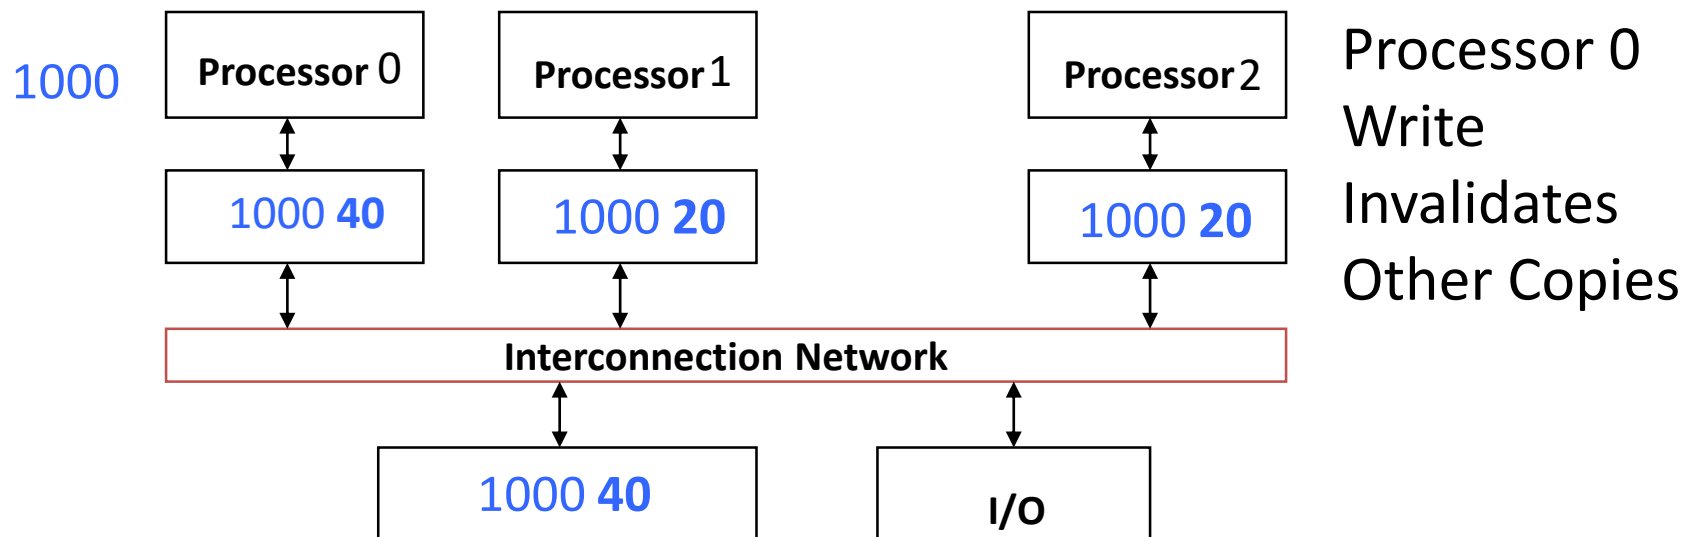 1000
Processor 0
Processor 1
Processor 2
Processor 0
Write
Invalidates
Other Copies
1000 40
1000 20
1000 20
Interconnection Network
1000 40
I/O